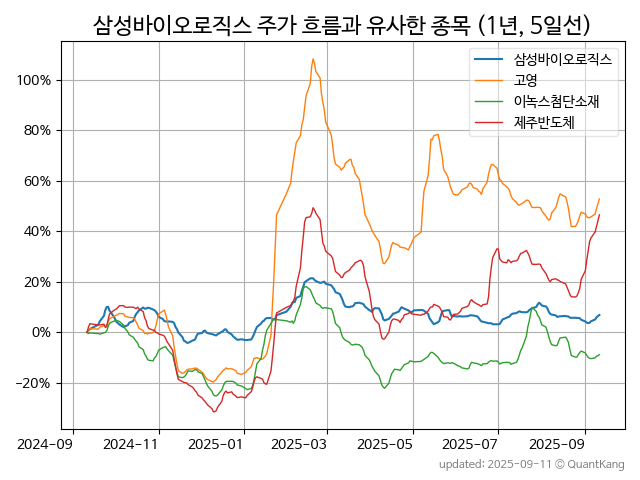 삼성바이오로직스 주가 흐름과 유사한 종목 (1년, 5일선)
삼성바이오로직스
고영
이녹스첨단소재
제주반도체
100%
80%
60%
40%
20%
0%
−20%
2024-09
2024-11
2025-01
2025-03
2025-05
2025-07
2025-09
updated: 2025-09-11 © QuantKang